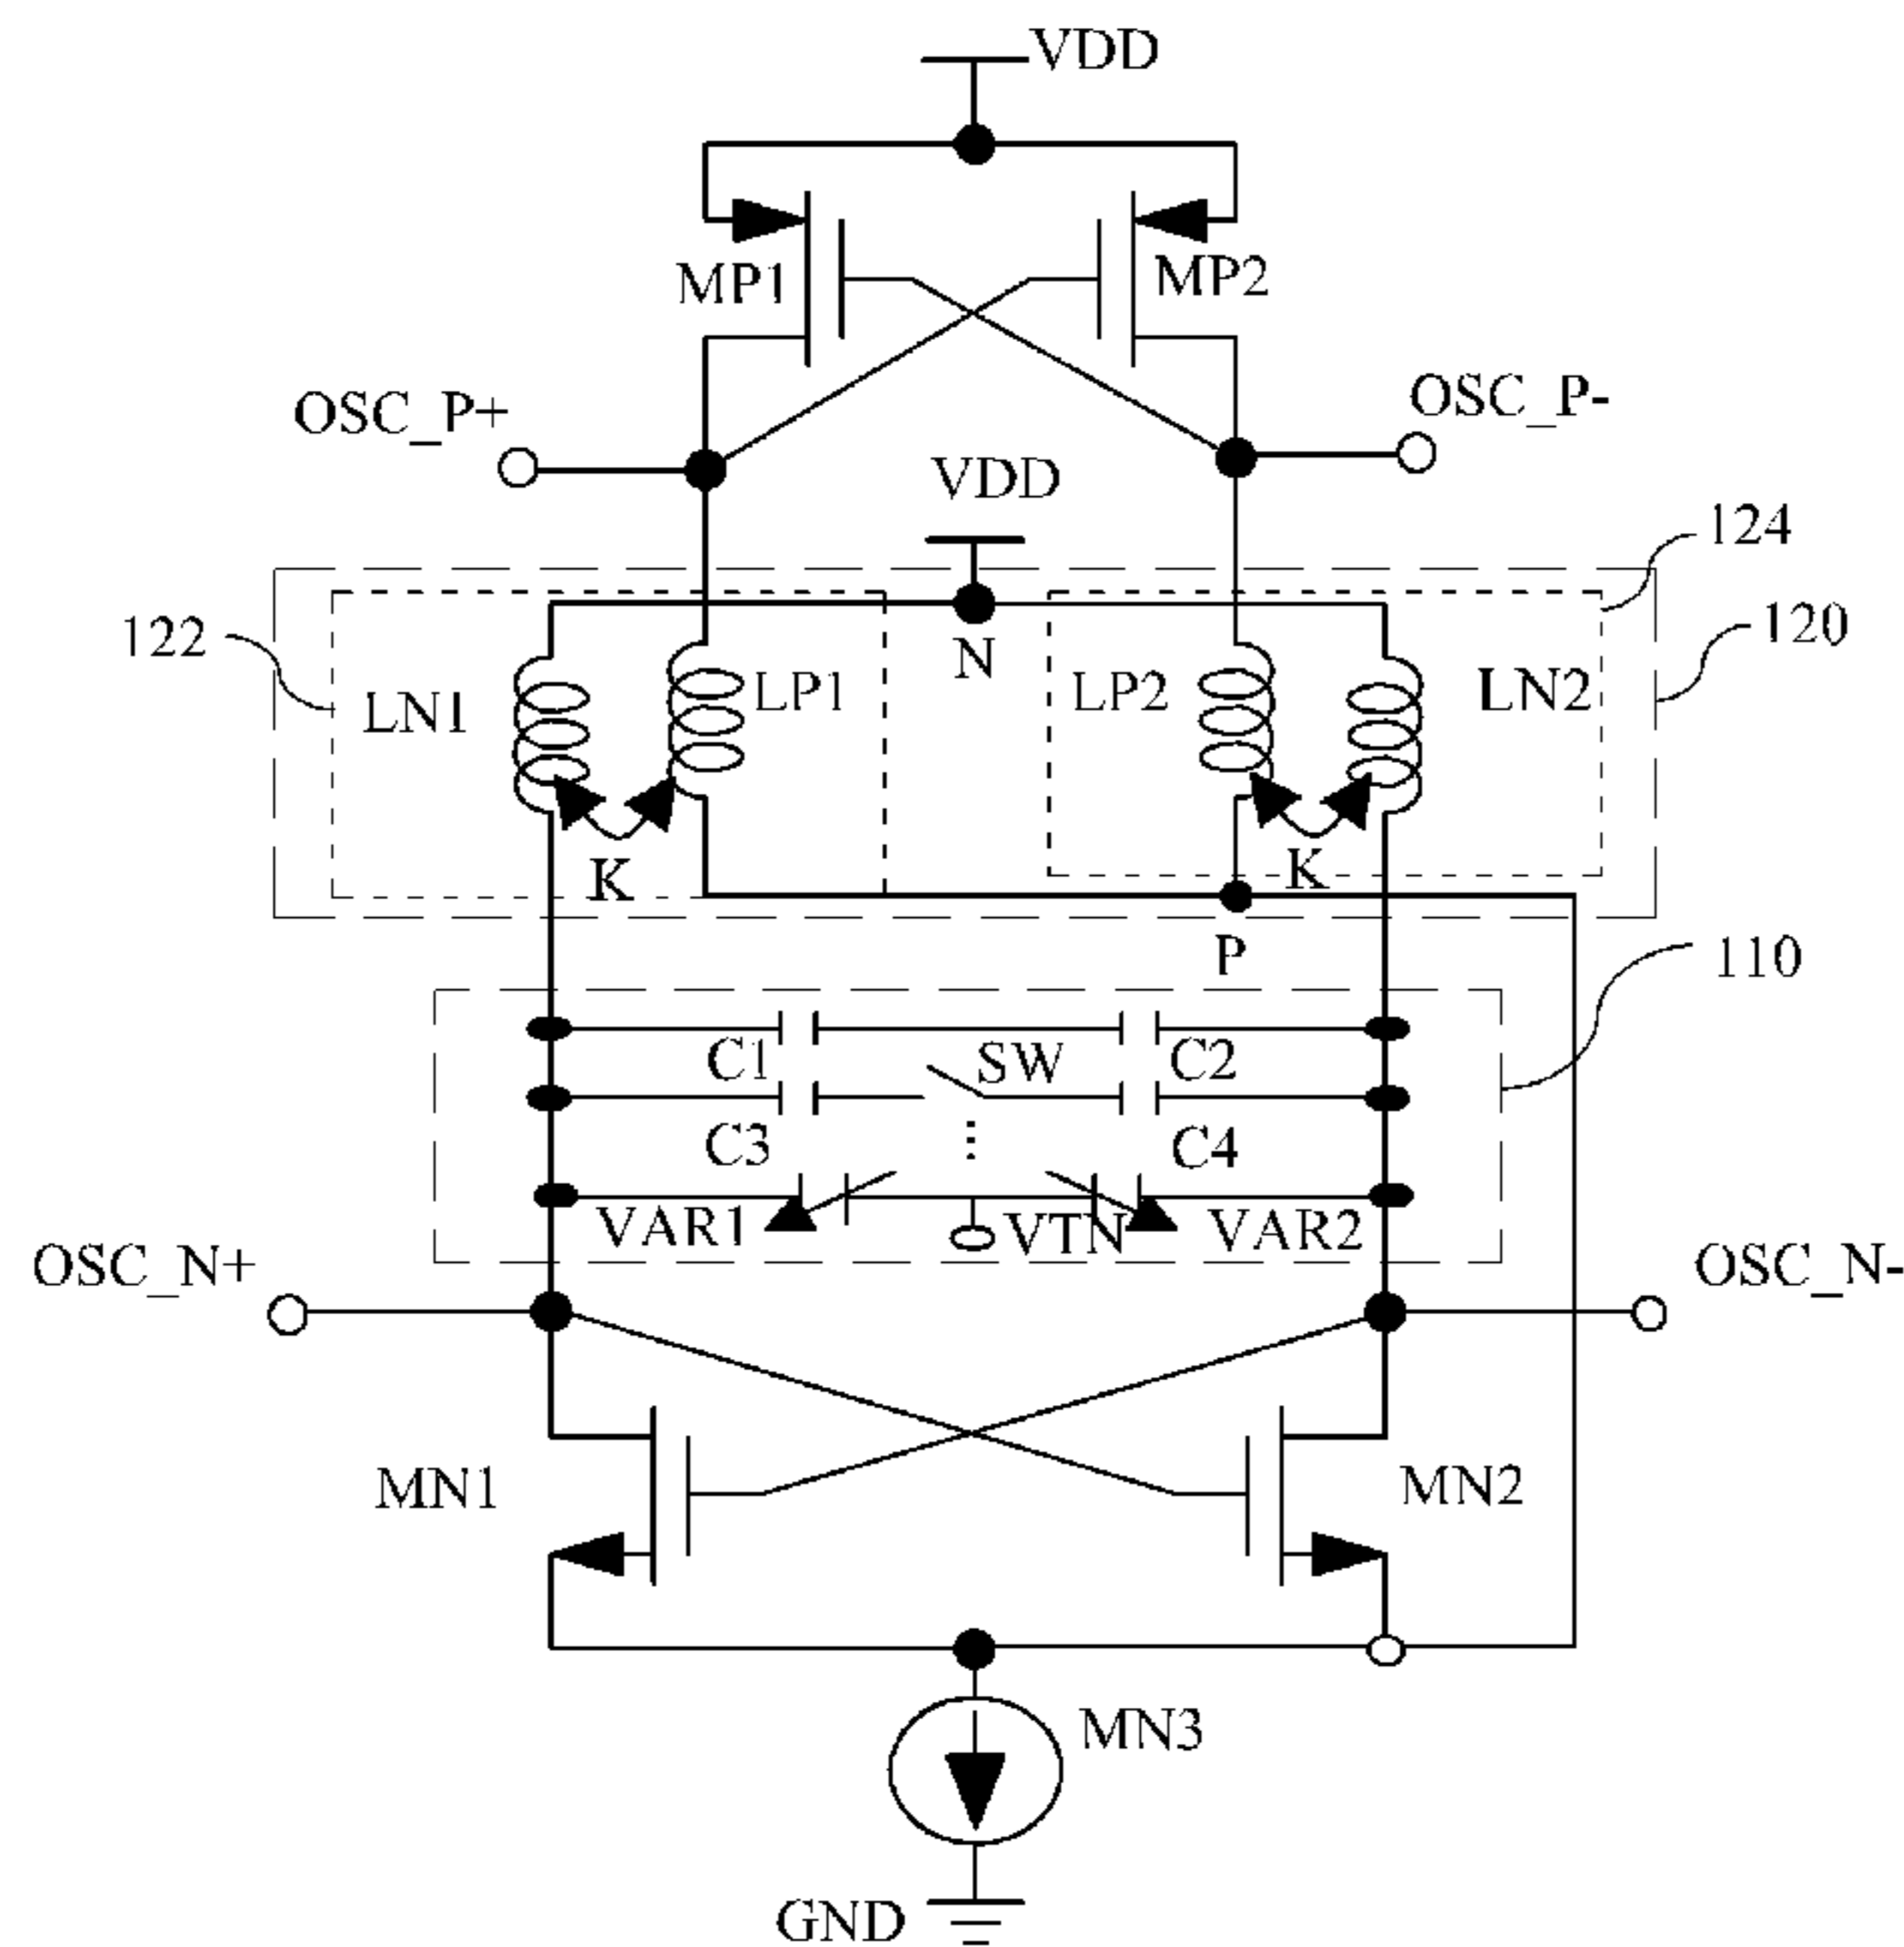 VDD
MP1
MP2
OSC_P+
OSC_P-
VDD
124
122
120
N
LN1
LP1
LP2
LN2
K
K
P
110
C1
SW
C2
C3
C4
VAR1
VTN
VAR2
OSC_N+
OSC_N-
MN1
MN2
MN3
GND